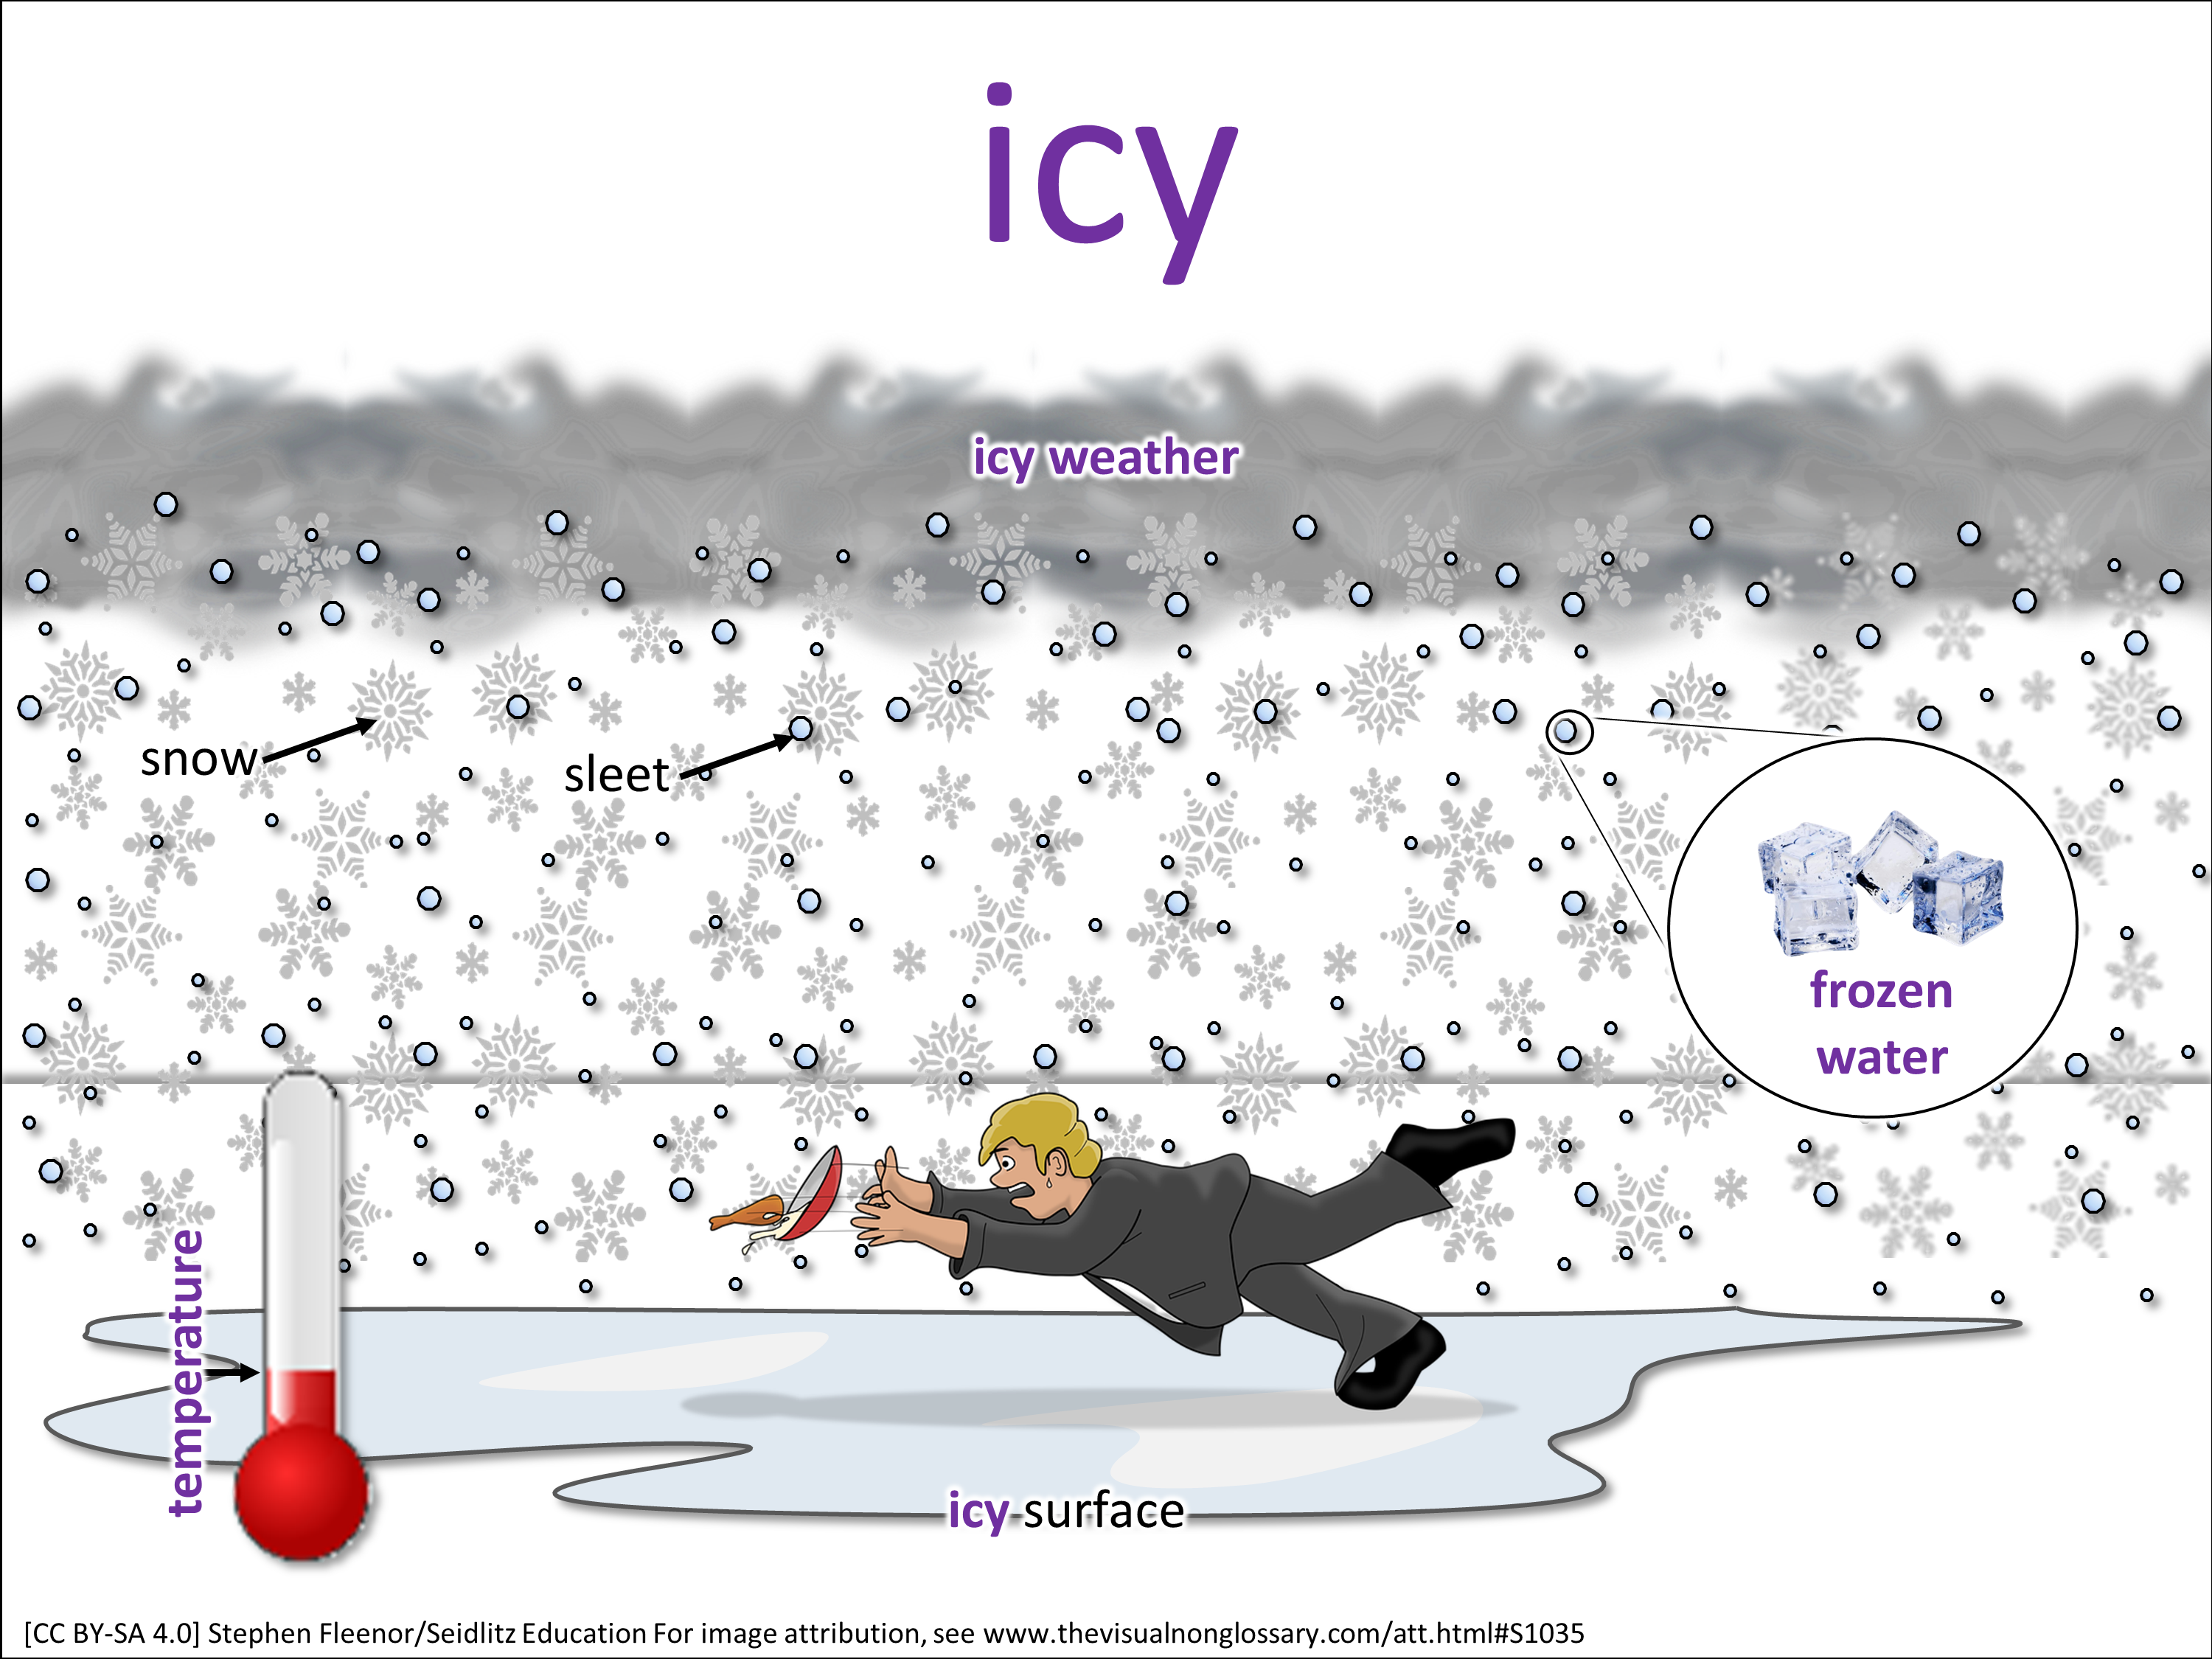 icy
icy weather
snow
sleet
frozen
water
temperature
icy surface
[CC BY-SA 4.0] Stephen Fleenor/Seidlitz Education For image attribution, see www.thevisualnonglossary.com/att.html#S1035